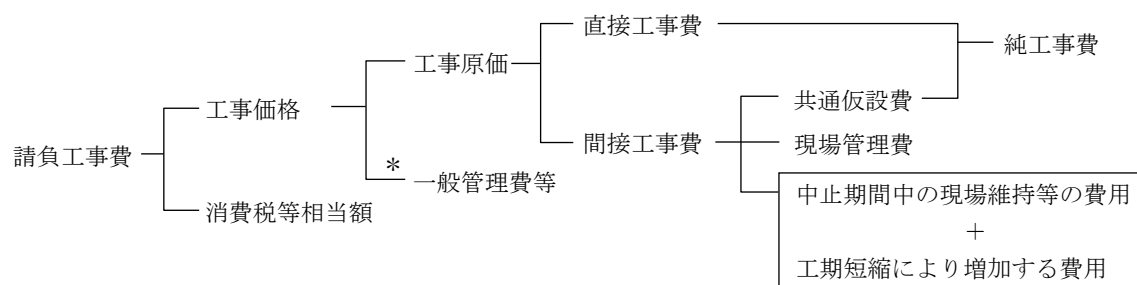 直接工事費
純工事費
工事原価
工事価格
共通仮設費
請負工事費
間接工事費
現場管理費
*
一般管理費等
消費税等相当額
中止期間中の現場維持等の費用
+
工期短縮により増加する費用